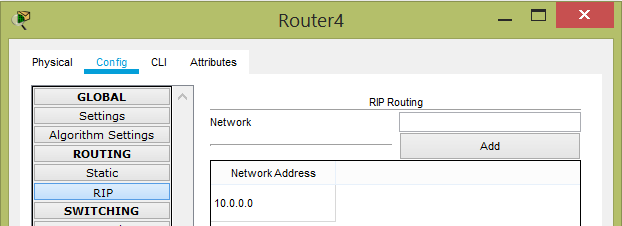 Router4
Physical Config CLI Attributes
GLOBAL
Settings
Algorithm Settings
ROUTING
Static
RIP
SWITCHING
RIP Routing
Network
Add
Network Address
10.0.0.0